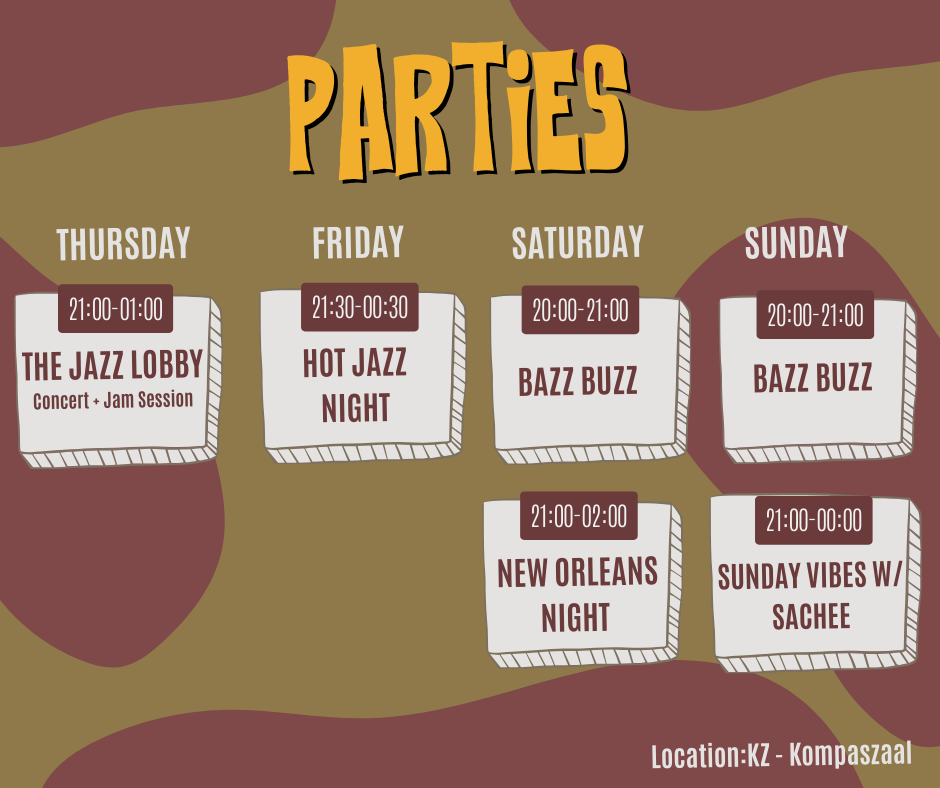 PARTiES
THURSDAY
21:00-01:00
THE JAZZ LOBBY
Concert + Jam Session
FRIDAY
21:30-00:30
HOT JAZZ
NIGHT
SATURDAY
20:00-21:00
BAZZ BUZZ
21:00-02:00
NEW ORLEANS
NIGHT
SUNDAY
20:00-21:00
BAZZ BUZZ
21:00-00:00
SUNDAY VIBES W/
SACHEE
Location:KZ - Kompaszaal